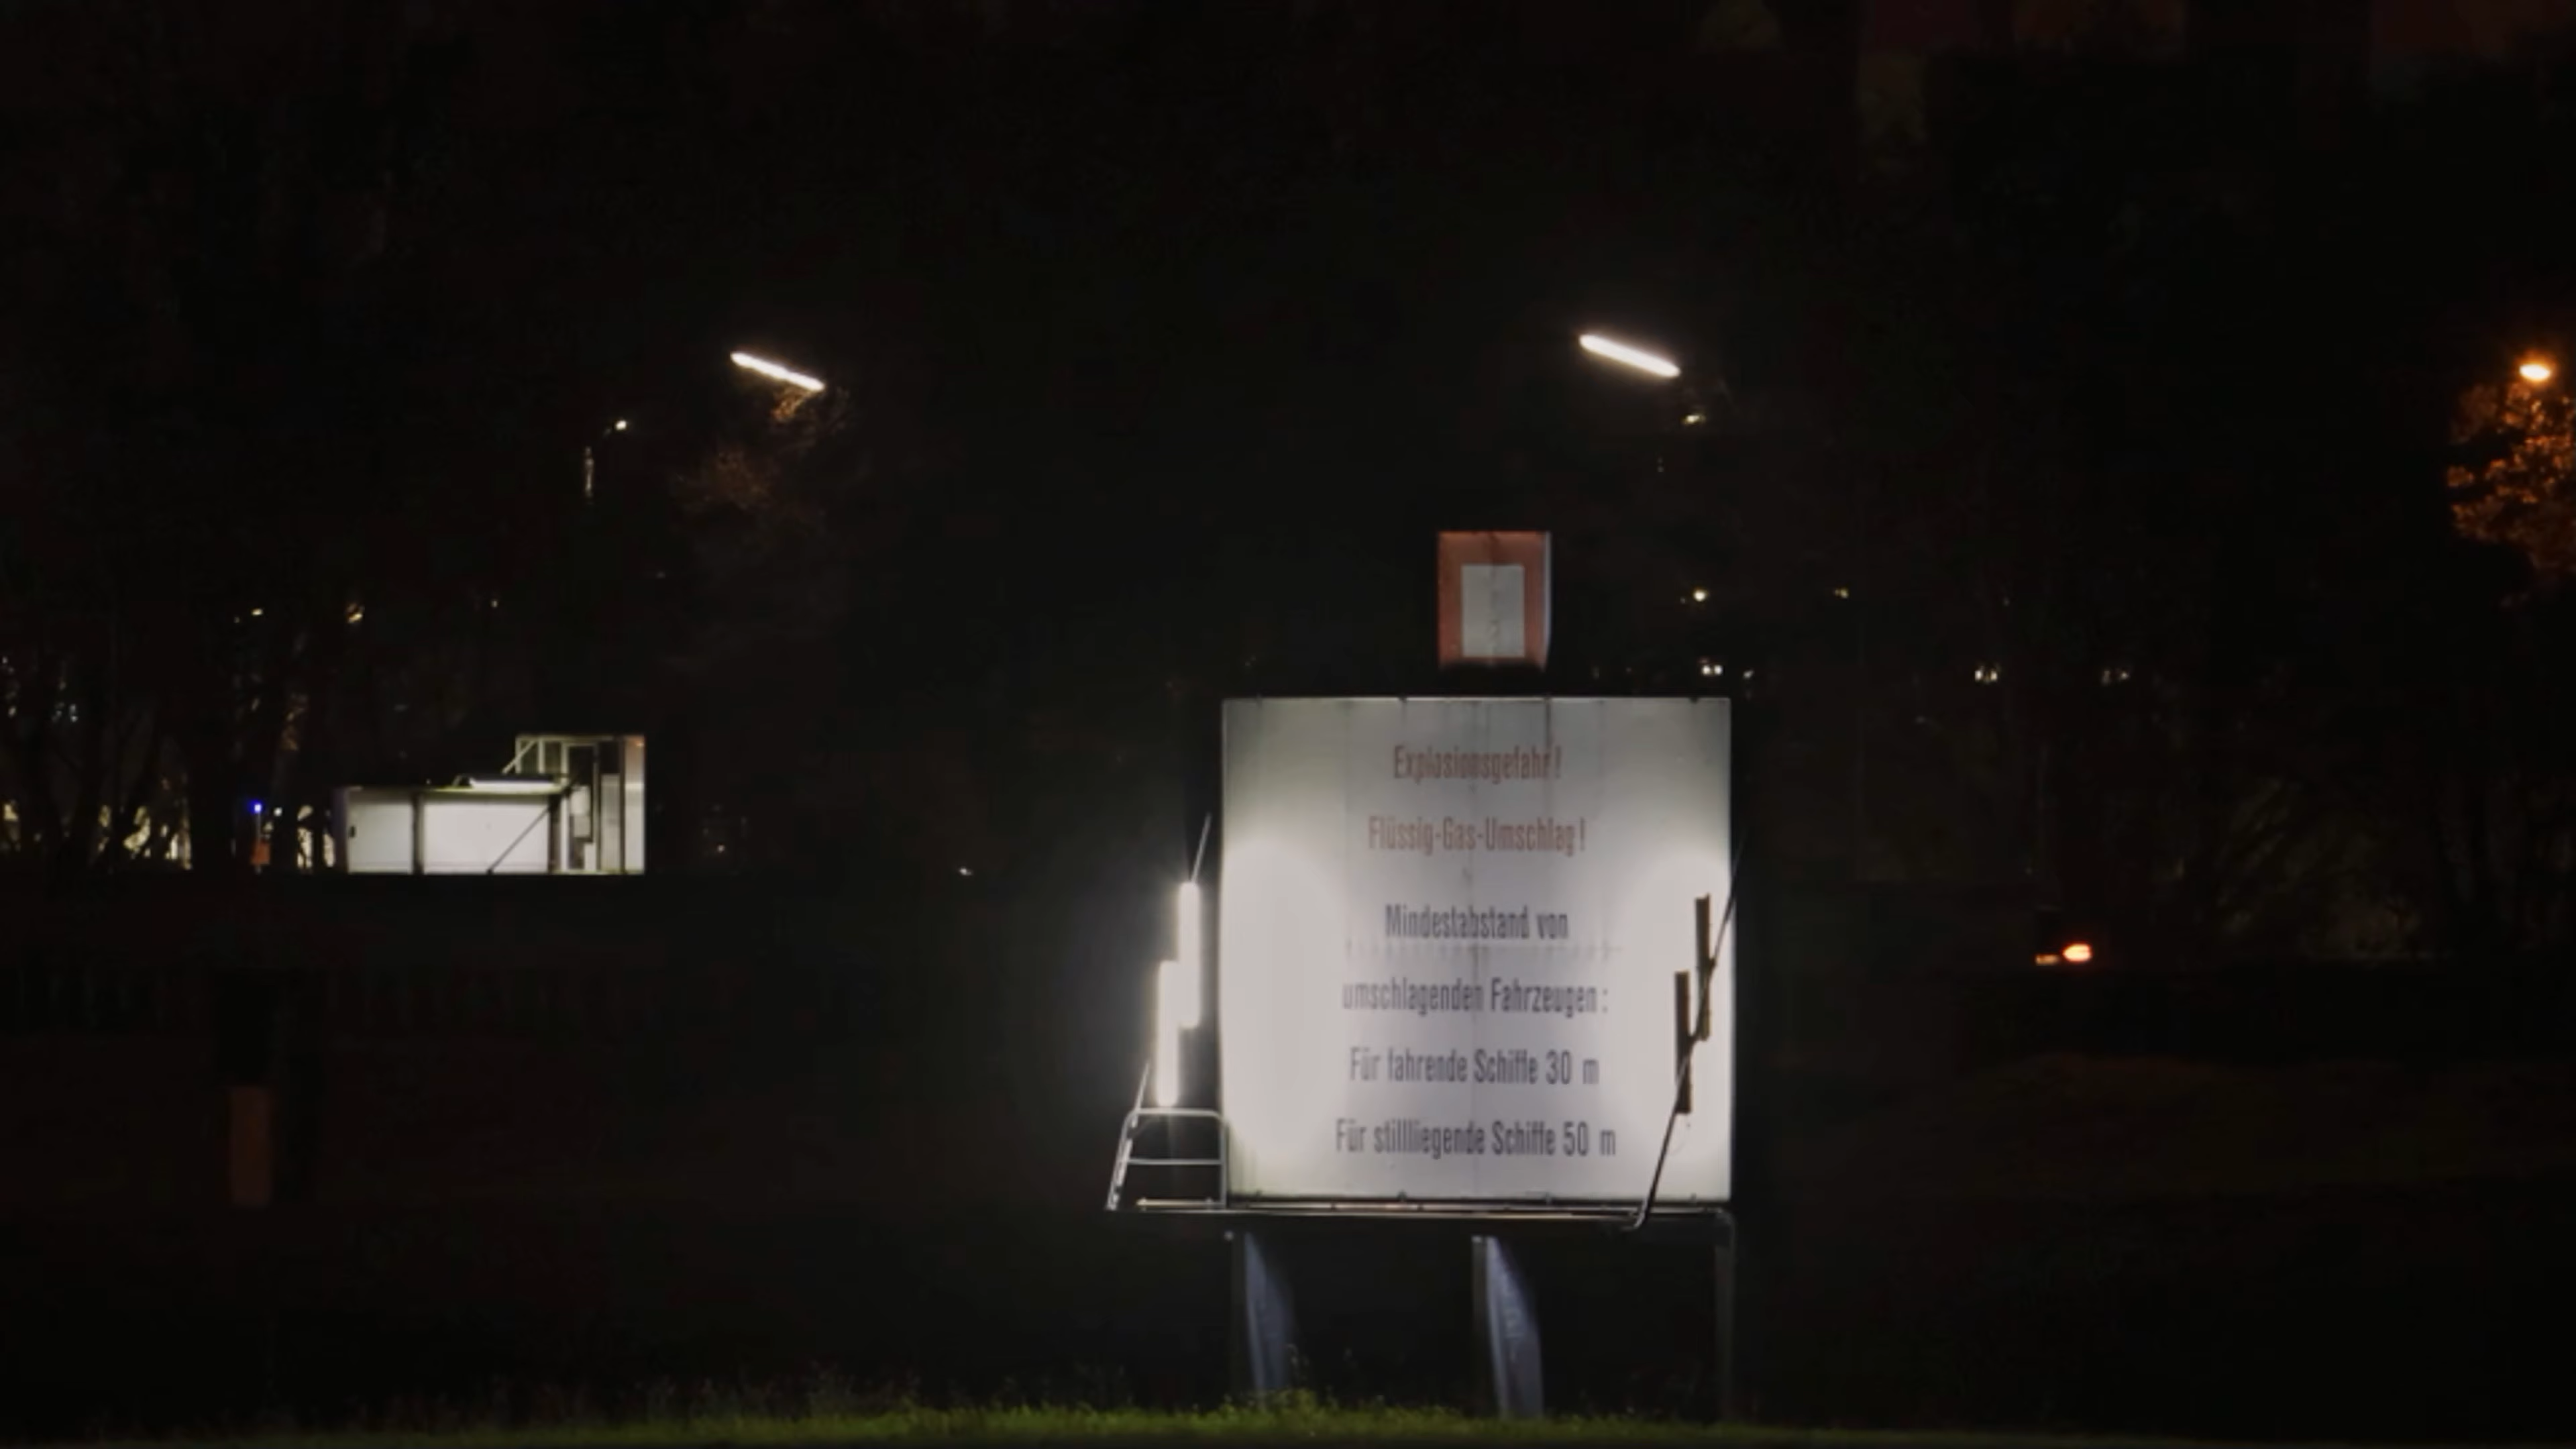 Explosionsgefahr!
Flüssig-Gas-Umschlag!
Mindestabstand von
umschlagenden Fahrzeugen:
Für fahrende Schiffe 30 m
Für stillliegende Schiffe 50 m